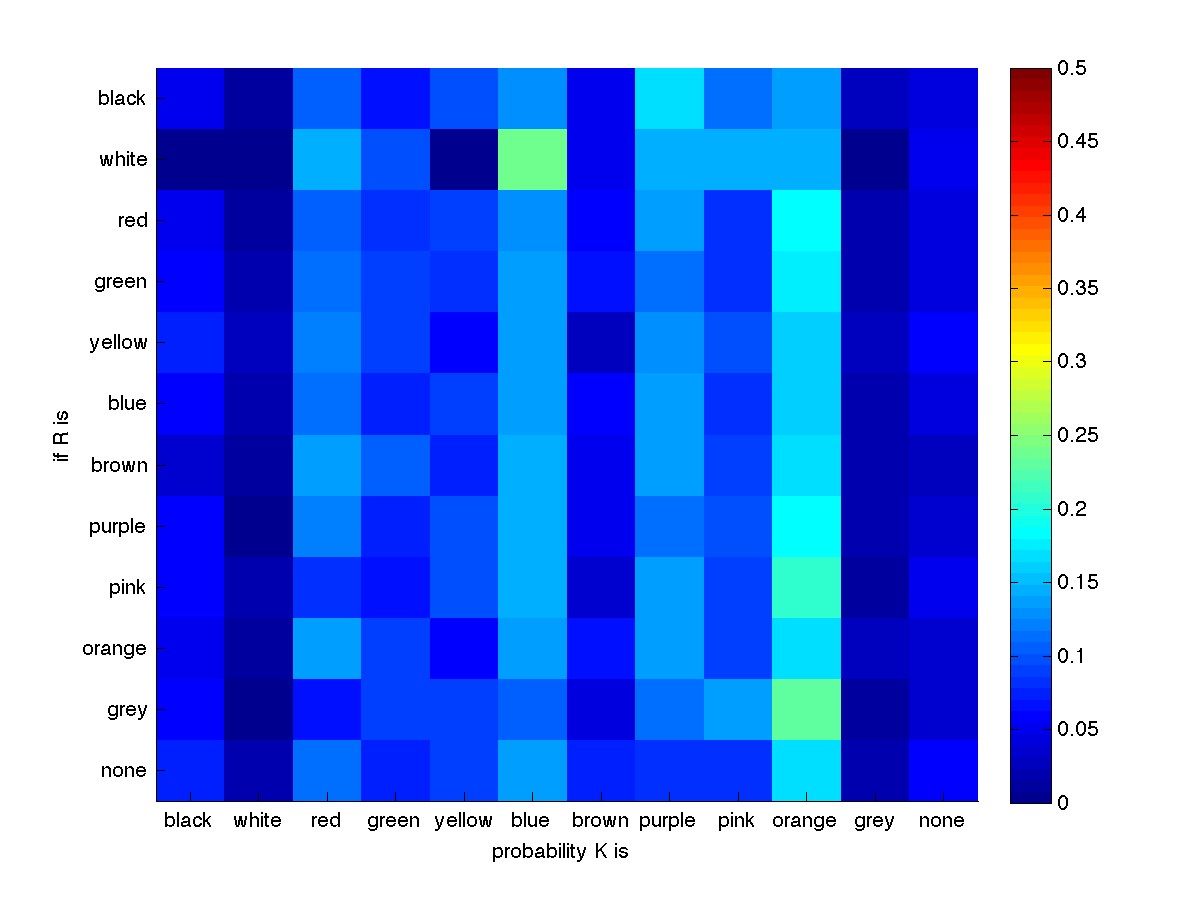 black
white
red
green
yellow
blue
brown
purple
pink
orange
grey
none
if R is
black white red green yellow blue brown purple pink orange grey none
probability K is
0.5
0.45
0.4
0.35
0.3
0.25
0.2
0.15
0.1
0.05
0